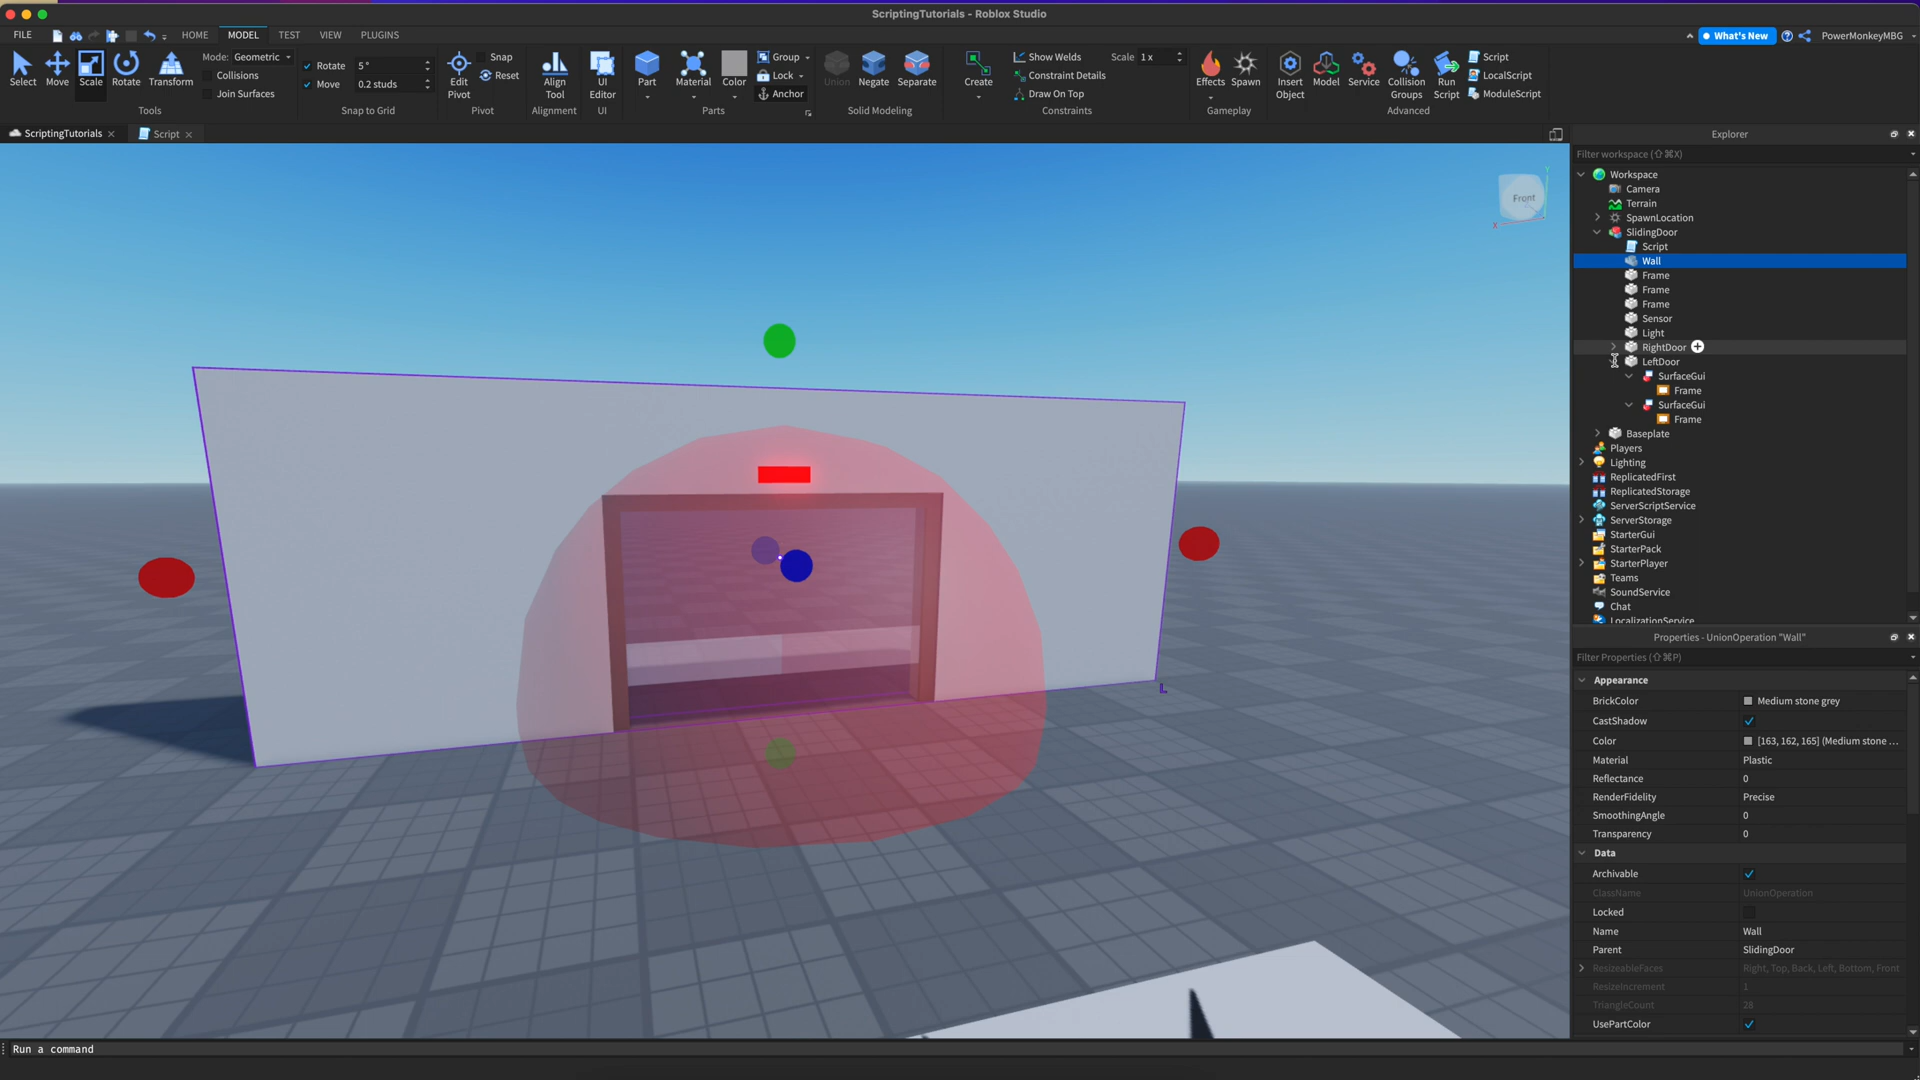 ScriptingTutorials - Roblox Studio
FILE HOME MODEL TEST VIEW PLUGINS What's New PowerMonkeyMBG
Select Move Scale Rotate Transform
Mode: Geometric
Collisions
Join Surfaces
Tools
Rotate 5°
Move 0.2 studs
Snap to Grid
Edit Pivot
Snap
Reset
Pivot
Align Tool
Alignment
UI Editor
UI
Part Material Color
Group
Lock
Anchor
Parts
Union Negate Separate
Solid Modeling
Create
Show Welds
Constraint Details
Draw On Top
Scale 1 x
Constraints
Effects Spawn
Gameplay
Insert Object
Model
Service
Collision Groups
Run Script
Script
LocalScript
ModuleScript
Advanced
ScriptingTutorials
Script
Front
Y
X
Explorer
Filter workspace (⇧⌘X)
Workspace
Camera
Terrain
SpawnLocation
SlidingDoor
Script
Wall
Frame
Frame
Frame
Sensor
Light
RightDoor
LeftDoor
SurfaceGui
Frame
SurfaceGui
Frame
Baseplate
Players
Lighting
ReplicatedFirst
ReplicatedStorage
ServerScriptService
ServerStorage
StarterGui
StarterPack
StarterPlayer
Teams
SoundService
Chat
LocalizationService
Properties - UnionOperation "Wall"
Filter Properties (⇧⌘P)
Appearance
BrickColor Medium stone grey
CastShadow
Color [163, 162, 165] (Medium stone ...
Material Plastic
Reflectance 0
RenderFidelity Precise
SmoothingAngle 0
Transparency 0
Data
Archivable
ClassName UnionOperation
Locked
Name Wall
Parent SlidingDoor
ResizeableFaces Right, Top, Back, Left, Bottom, Front
ResizeIncrement 1
TriangleCount 28
UsePartColor
Run a command